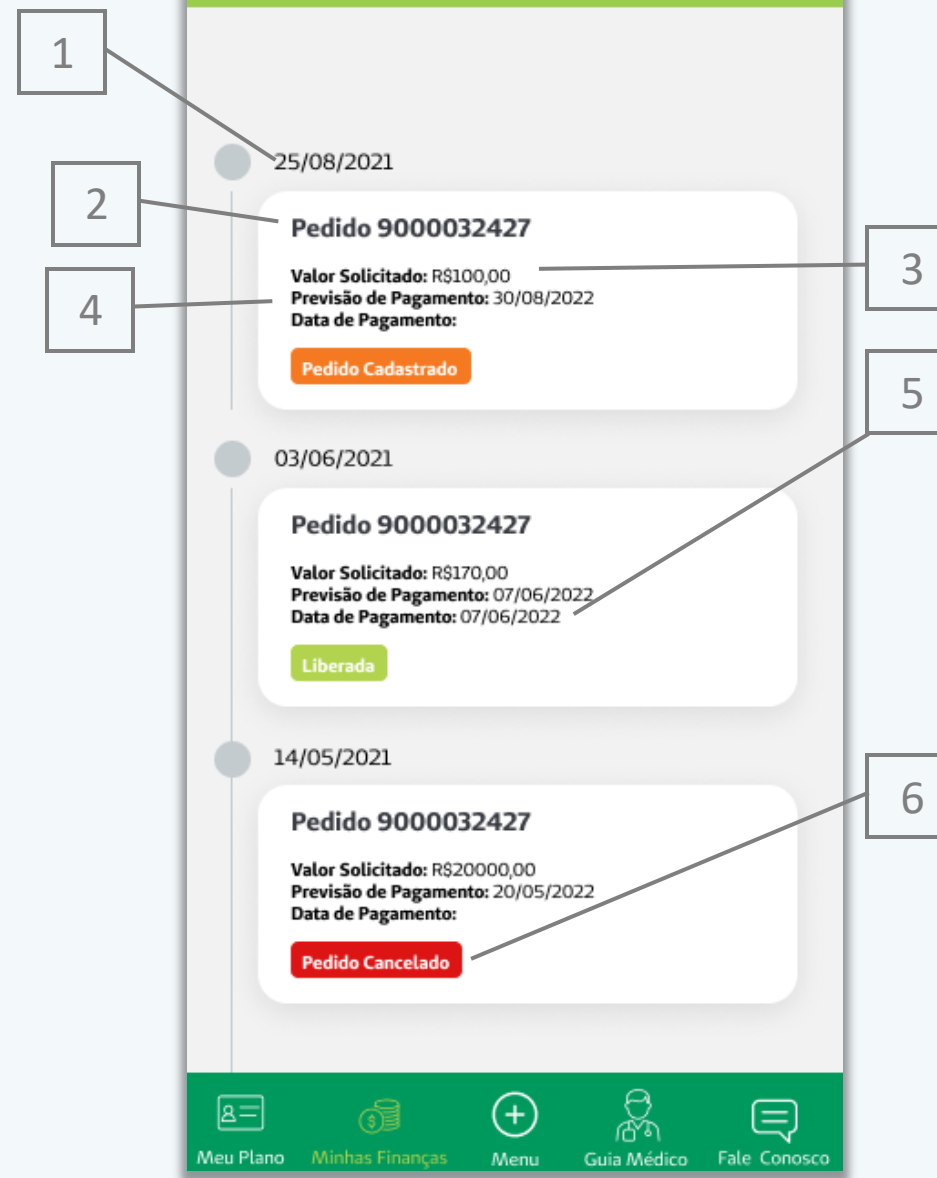 1
25/08/2021
2
Pedido 9000032427
3
Valor Solicitado: R$100,00
4
Previsão de Pagamento: 30/08/2022
Data de Pagamento:
Pedido Cadastrado
5
03/06/2021
Pedido 9000032427
Valor Solicitado: R$170,00
Previsão de Pagamento: 07/06/2022
Data de Pagamento: 07/06/2022
Liberada
14/05/2021
6
Pedido 9000032427
Valor Solicitado: R$20000,00
Previsão de Pagamento: 20/05/2022
Data de Pagamento:
Pedido Cancelado
Meu Plano Minhas Finanças Menu Guia Médico Fale Conosco